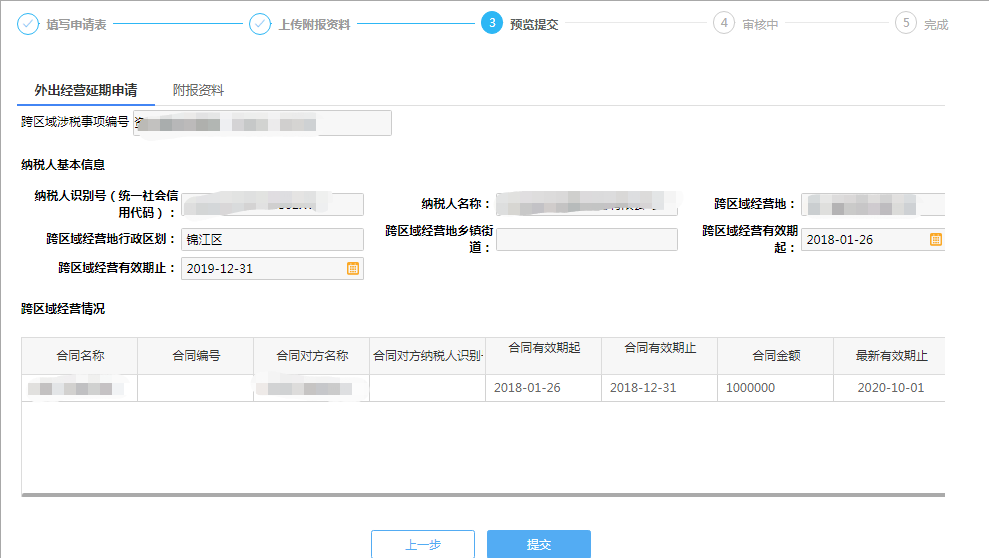 填写申请表
上传附报资料
3 预览提交
4 审核中
5 完成
外出经营延期申请 附报资料
跨区域涉税事项编号
纳税人基本信息
纳税人识别号(统一社会信
用代码):
纳税人名称:
跨区域经营地:
跨区域经营地行政区划: 锦江区
跨区域经营地乡镇街
道:
跨区域经营有效期
起: 2018-01-26
跨区域经营有效期止: 2019-12-31
跨区域经营情况
合同名称 合同编号 合同对方名称 合同对方纳税人识别 合同有效期起 合同有效期止 合同金额 最新有效期止
2018-01-26 2018-12-31 1000000 2020-10-01
上一步 提交